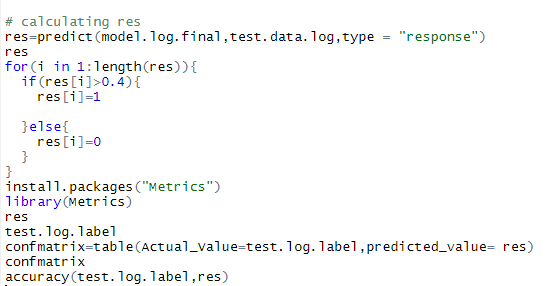 # calculating res
res=predict(model.log.final,test.data.log,type = "response")
res
for(i in 1:length(res)){
  if(res[i]>0.4){
    res[i]=1
  }else{
    res[i]=0
  }
}
install.packages("Metrics")
library(Metrics)
res
test.log.label
confmatrix=table(Actual_Value=test.log.label,predicted_value= res)
confmatrix
accuracy(test.log.label,res)